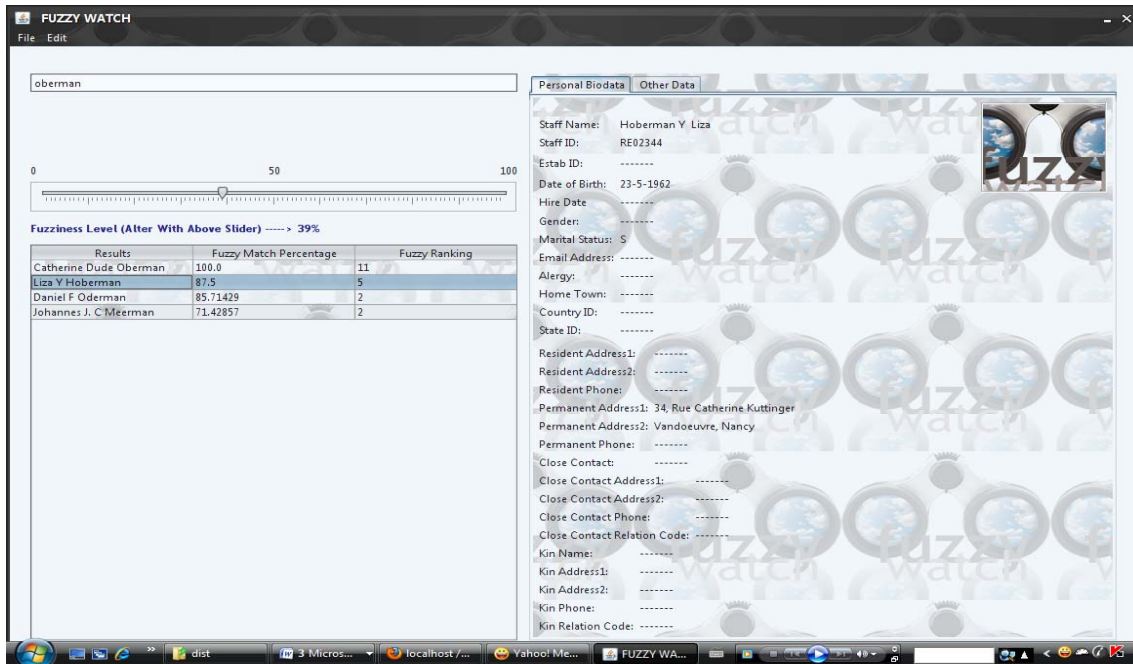 FUZZY WATCH
File Edit
oberman
0 50 100
Fuzziness Level (Alter With Above Slider) -----> 39%
Results Fuzzy Match Percentage Fuzzy Ranking
Catherine Dude Oberman 100.0 11
Liza Y Hoberman 87.5 5
Daniel F Oderman 85.71429 2
Johannes J. C Meerman 71.42857 2
Personal Biodata Other Data
Staff Name: Hoberman Y Liza
Staff ID: RE02344
Estab ID: -------
Date of Birth: 23-5-1962
Hire Date -------
Gender: -------
Marital Status: S
Email Address: -------
Alergy: -------
Home Town: -------
Country ID: -------
State ID: -------
Resident Address1: -------
Resident Address2: -------
Resident Phone: -------
Permanent Address1: 34, Rue Catherine Kuttinger
Permanent Address2: Vandoeuvre, Nancy
Permanent Phone: -------
Close Contact: -------
Close Contact Address1: -------
Close Contact Address2: -------
Close Contact Phone: -------
Close Contact Relation Code: -------
Kin Name: -------
Kin Address1: -------
Kin Address2: -------
Kin Phone: -------
Kin Relation Code: -------
dist 3 Micros... localhost /... Yahoo! Me... FUZZY WA...